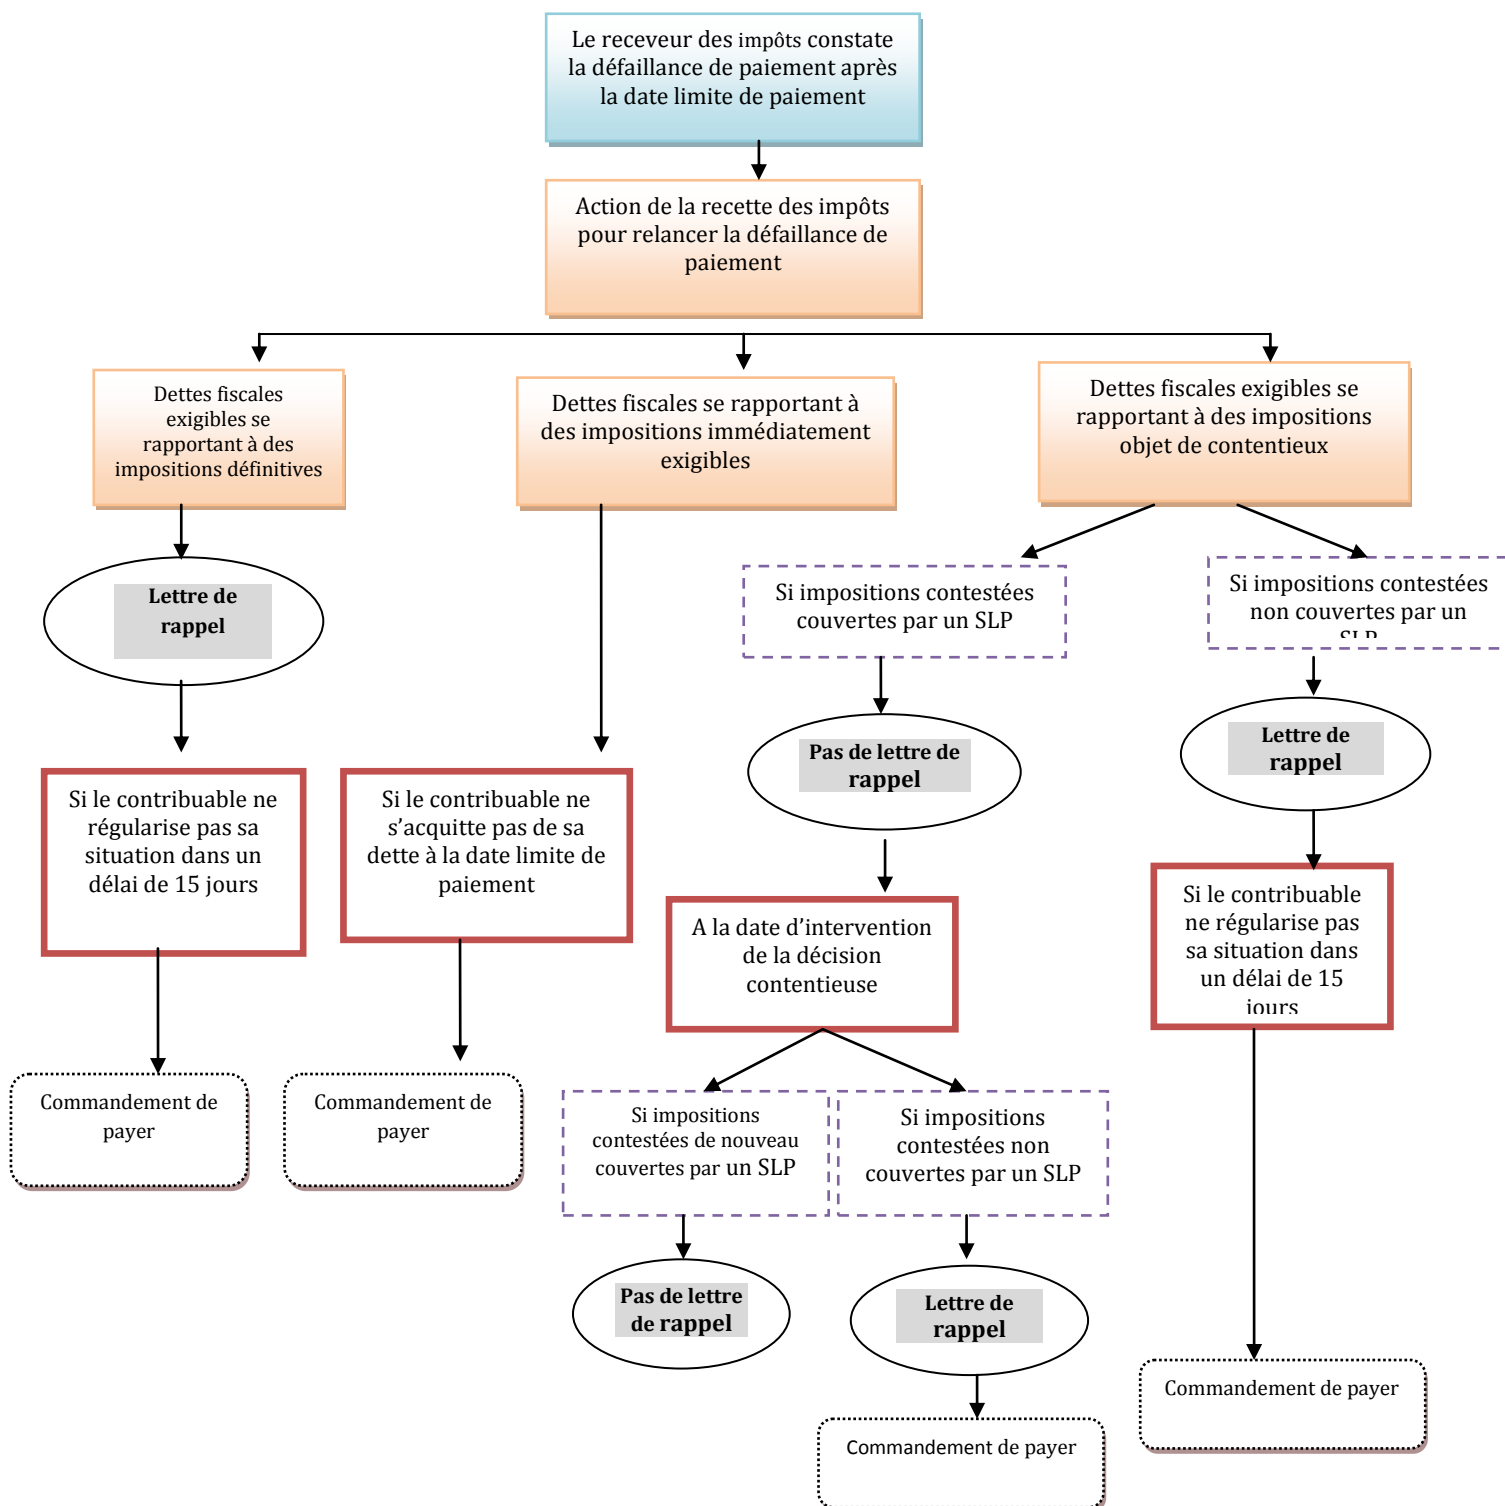 Le receveur des impôts constate
la défaillance de paiement après
la date limite de paiement
Action de la recette des impôts
pour relancer la défaillance de
paiement
Dettes fiscales
exigibles se
rapportant à des
impositions définitives
Dettes fiscales se rapportant à
des impositions immédiatement
exigibles
Dettes fiscales exigibles se
rapportant à des impositions
objet de contentieux
Lettre de
rappel
Si impositions contestées
couvertes par un SLP
Si impositions contestées
non couvertes par un
SLP
Pas de lettre de
rappel
Lettre de
rappel
Si le contribuable ne
régularise pas sa
situation dans un
délai de 15 jours
Si le contribuable ne
s’acquitte pas de sa
dette à la date limite de
paiement
A la date d’intervention
de la décision
contentieuse
Si le contribuable
ne régularise pas
sa situation dans
un délai de 15
jours
Commandement de
payer
Commandement de
payer
Si impositions
contestées de nouveau
couvertes par un SLP
Si impositions
contestées non
couvertes par un SLP
Pas de lettre
de rappel
Lettre de
rappel
Commandement de payer
Commandement de payer